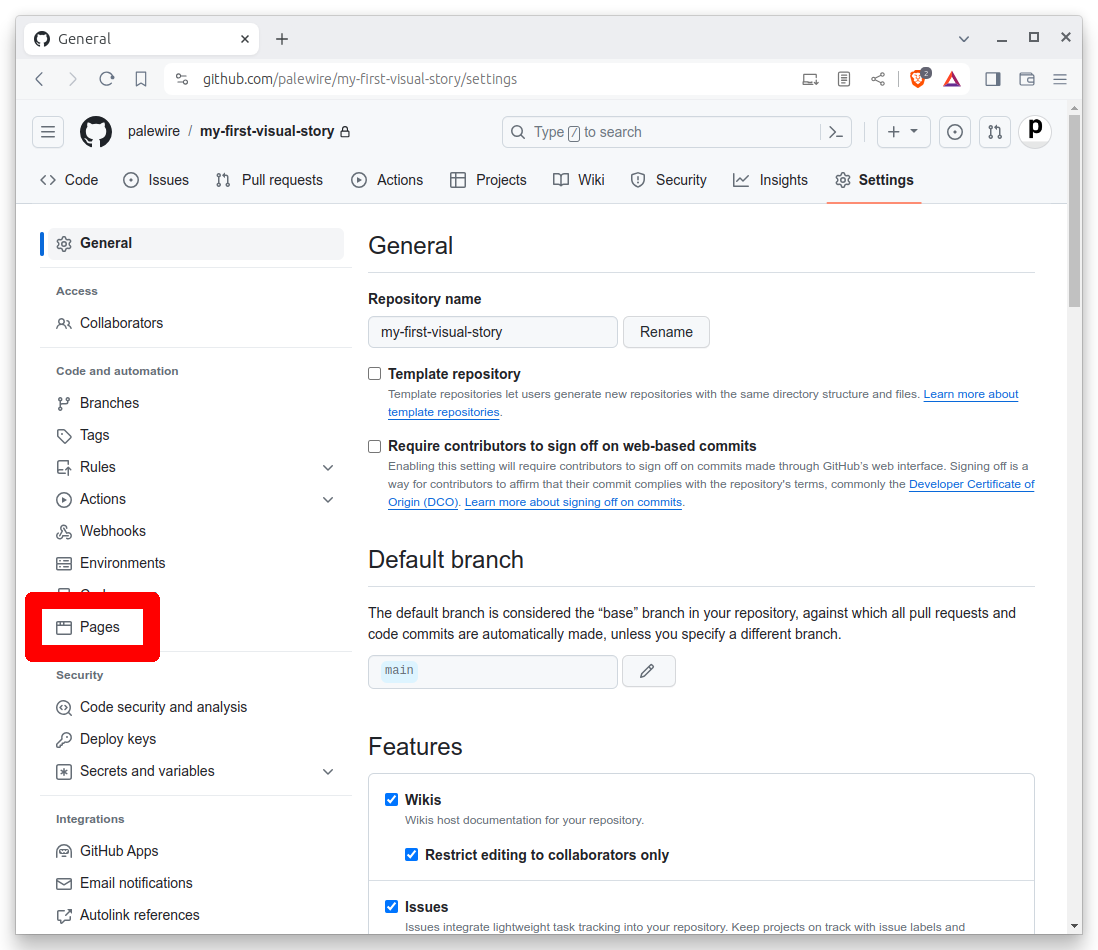 General
github.com/palewire/my-first-visual-story/settings
2
palewire / my-first-visual-story
Type / to search
p
Code
Issues
Pull requests
Actions
Projects
Wiki
Security
Insights
Settings
General
Access
Collaborators
Code and automation
Branches
Tags
Rules
Actions
Webhooks
Environments
Pages
Security
Code security and analysis
Deploy keys
Secrets and variables
Integrations
GitHub Apps
Email notifications
Autolink references
General
Repository name
my-first-visual-story
Rename
Template repository
Template repositories let users generate new repositories with the same directory structure and files. Learn more about
template repositories.
Require contributors to sign off on web-based commits
Enabling this setting will require contributors to sign off on commits made through GitHub’s web interface. Signing off is a
way for contributors to affirm that their commit complies with the repository's terms, commonly the Developer Certificate of
Origin (DCO). Learn more about signing off on commits.
Default branch
The default branch is considered the “base” branch in your repository, against which all pull requests and
code commits are automatically made, unless you specify a different branch.
main
Features
Wikis
Wikis host documentation for your repository.
Restrict editing to collaborators only
Issues
Issues integrate lightweight task tracking into your repository. Keep projects on track with issue labels and